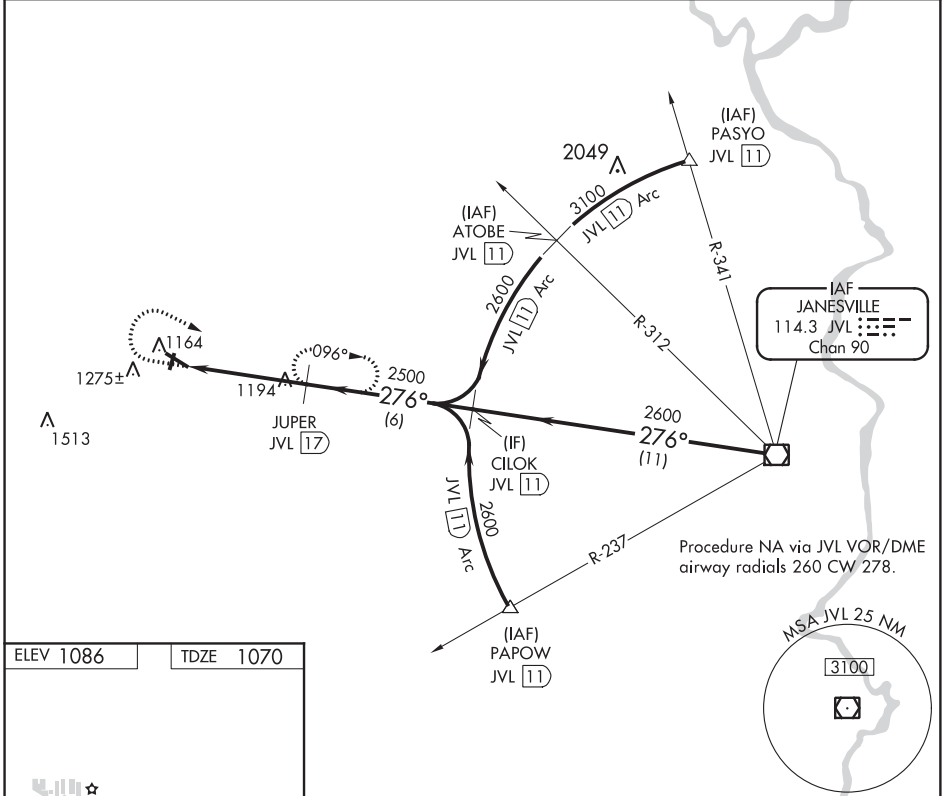 (IAF)
PASYO
JVL 11
2049
3100
JVL 11 Arc
(IAF)
ATOBE
JVL 11
2600
JVL 11 Arc
R-341
R-312
IAF
JANESVILLE
114.3 JVL
Chan 90
1164
1275±
096°
1194
2500
276°
(6)
JUPER
JVL 17
1513
(IF)
CILOK
JVL 11
2600
276°
(11)
JVL 11 Arc
2600
R-237
Procedure NA via JVL VOR/DME
airway radials 260 CW 278.
(IAF)
PAPOW
JVL 11
MSA JVL 25 NM
3100
ELEV 1086
TDZE 1070